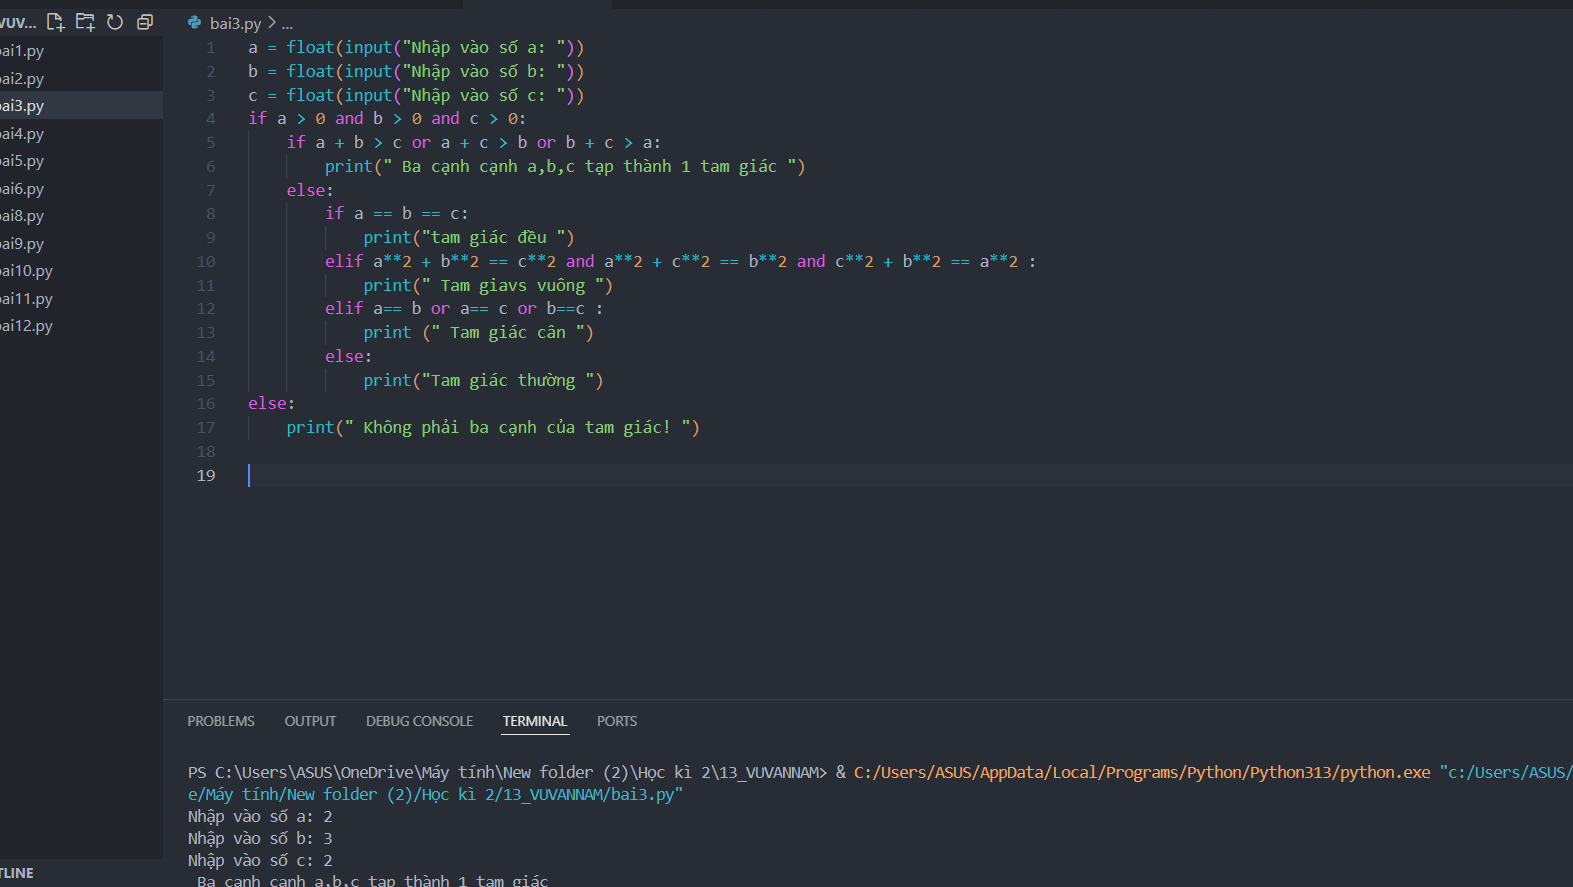 VUV...
bai3.py > ...
ai1.py
ai2.py
ai3.py
ai4.py
ai5.py
ai6.py
ai8.py
ai9.py
ai10.py
ai11.py
ai12.py
TLINE
1 a = float(input("Nhập vào số a: "))
2 b = float(input("Nhập vào số b: "))
3 c = float(input("Nhập vào số c: "))
4 if a > 0 and b > 0 and c > 0:
5     if a + b > c or a + c > b or b + c > a:
6         print(" Ba cạnh cạnh a,b,c tạp thành 1 tam giác ")
7     else:
8         if a == b == c:
9             print("tam giác đều ")
10         elif a**2 + b**2 == c**2 and a**2 + c**2 == b**2 and c**2 + b**2 == a**2 :
11             print(" Tam giavs vuông ")
12         elif a== b or a== c or b==c :
13             print (" Tam giác cân ")
14         else:
15             print("Tam giác thường ")
16 else:
17     print(" Không phải ba cạnh của tam giác! ")
18
19
PROBLEMS OUTPUT DEBUG CONSOLE TERMINAL PORTS
PS C:\Users\ASUS\OneDrive\Máy tính\New folder (2)\Học kì 2\13_VUVANNAM> & C:/Users/ASUS/AppData/Local/Programs/Python/Python313/python.exe "c:/Users/ASUS/
e/Máy tính/New folder (2)/Học kì 2/13_VUVANNAM/bai3.py"
Nhập vào số a: 2
Nhập vào số b: 3
Nhập vào số c: 2
Ba cạnh cạnh a,b,c tạp thành 1 tam giác